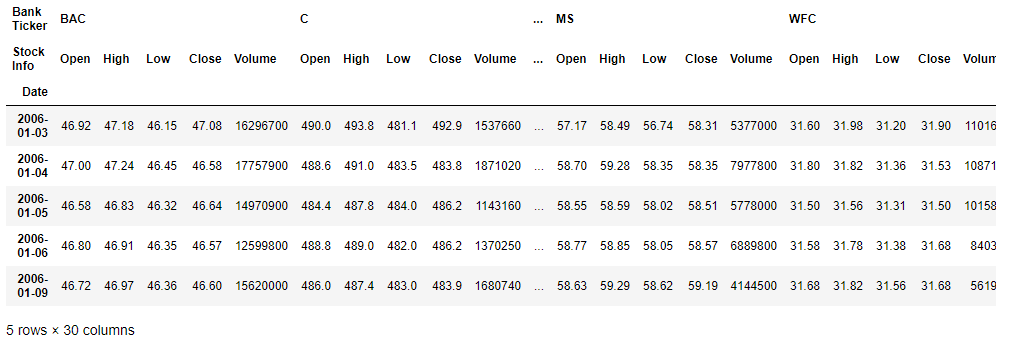 Bank Ticker BAC C ... MS WFC
Stock Info Open High Low Close Volume Open High Low Close Volume ... Open High Low Close Volume Open High Low Close Volum
Date
2006-01-03 46.92 47.18 46.15 47.08 16296700 490.0 493.8 481.1 492.9 1537660 ... 57.17 58.49 56.74 58.31 5377000 31.60 31.98 31.20 31.90 11016
2006-01-04 47.00 47.24 46.45 46.58 17757900 488.6 491.0 483.5 483.8 1871020 ... 58.70 59.28 58.35 58.35 7977800 31.80 31.82 31.36 31.53 10871
2006-01-05 46.58 46.83 46.32 46.64 14970900 484.4 487.8 484.0 486.2 1143160 ... 58.55 58.59 58.02 58.51 5778000 31.50 31.56 31.31 31.50 10158
2006-01-06 46.80 46.91 46.35 46.57 12599800 488.8 489.0 482.0 486.2 1370250 ... 58.77 58.85 58.05 58.57 6889800 31.58 31.78 31.38 31.68 8403
2006-01-09 46.72 46.97 46.36 46.60 15620000 486.0 487.4 483.0 483.9 1680740 ... 58.63 59.29 58.62 59.19 4144500 31.68 31.82 31.56 31.68 5619
5 rows × 30 columns